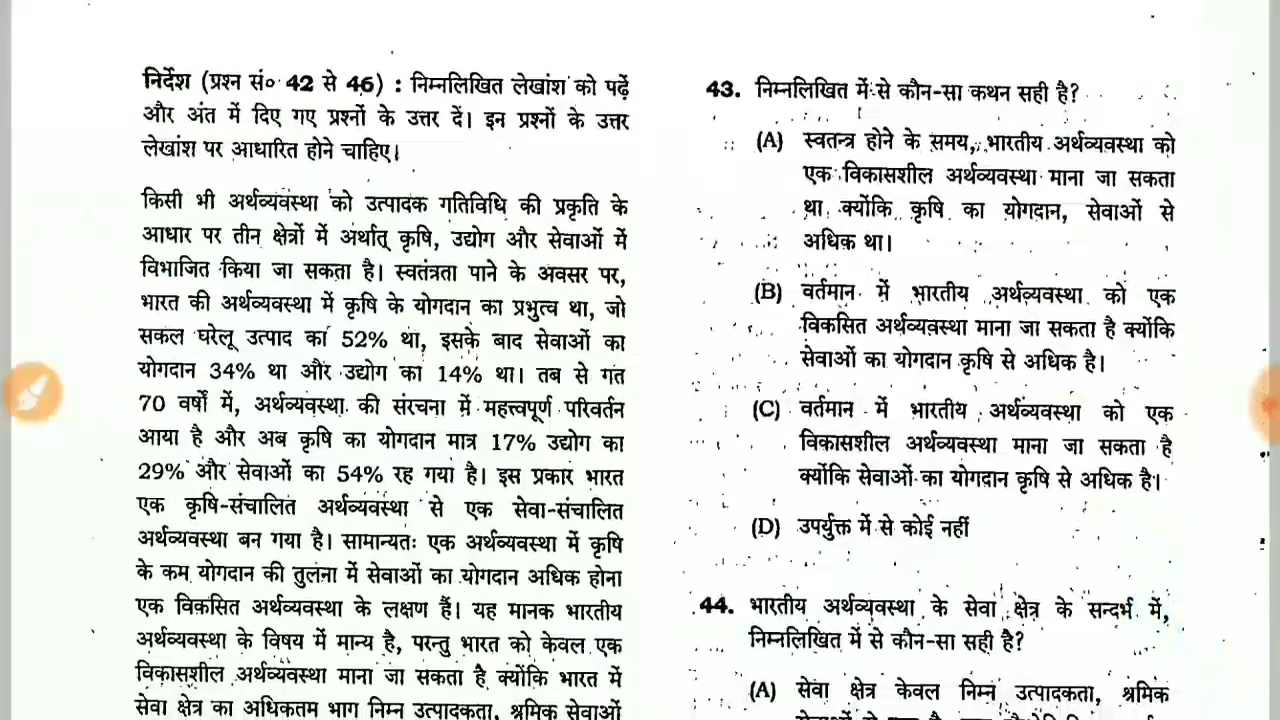 निर्देश (प्रश्न सं० 42 से 46) : निम्नलिखित लेखांश को पढ़ें
और अंत में दिए गए प्रश्नों के उत्तर दें। इन प्रश्नों के उत्तर
लेखांश पर आधारित होने चाहिए।
किसी भी अर्थव्यवस्था को उत्पादक गतिविधि की प्रकृति के
आधार पर तीन क्षेत्रों में अर्थात् कृषि, उद्योग और सेवाओं में
विभाजित किया जा सकता है। स्वतंत्रता पाने के अवसर पर,
भारत की अर्थव्यवस्था में कृषि के योगदान का प्रभुत्व था, जो
सकल घरेलू उत्पाद का 52% था, इसके बाद सेवाओं का
योगदान 34% था और उद्योग का 14% था। तब से गत
70 वर्षों में, अर्थव्यवस्था की संरचना में महत्त्वपूर्ण परिवर्तन
आया है और अब कृषि का योगदान मात्र 17% उद्योग का
29% और सेवाओं का 54% रह गया है। इस प्रकार भारत
एक कृषि-संचालित अर्थव्यवस्था से एक सेवा-संचालित
अर्थव्यवस्था बन गया है। सामान्यतः एक अर्थव्यवस्था में कृषि
के कम योगदान की तुलना में सेवाओं का योगदान अधिक होना
एक विकसित अर्थव्यवस्था के लक्षण हैं। यह मानक भारतीय
अर्थव्यवस्था के विषय में मान्य है, परन्तु भारत को केवल एक
विकासशील अर्थव्यवस्था माना जा सकता है क्योंकि भारत में
सेवा क्षेत्र का अधिकतम भाग निम्न उत्पादकता, श्रमिक सेवाओं
43. निम्नलिखित में से कौन-सा कथन सही है?
(A) स्वतन्त्र होने के समय, भारतीय अर्थव्यवस्था को
एक विकासशील अर्थव्यवस्था माना जा सकता
था क्योंकि कृषि का योगदान, सेवाओं से
अधिक था।
(B) वर्तमान में भारतीय अर्थव्यवस्था को एक
विकसित अर्थव्यवस्था माना जा सकता है क्योंकि
सेवाओं का योगदान कृषि से अधिक है।
(C) वर्तमान में भारतीय अर्थव्यवस्था को एक
विकासशील अर्थव्यवस्था माना जा सकता है
क्योंकि सेवाओं का योगदान कृषि से अधिक है।
(D) उपर्युक्त में से कोई नहीं
44. भारतीय अर्थव्यवस्था के सेवा क्षेत्र के सन्दर्भ में,
निम्नलिखित में से कौन-सा सही है?
(A) सेवा क्षेत्र केवल निम्न उत्पादकता, श्रमिक